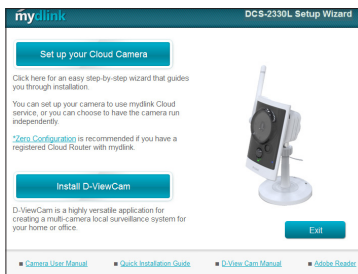 mydlink
DCS-2330L Setup Wizard
Set up your Cloud Camera
Click here for an easy step-by-step wizard that guides
you through installation.
You can set up your camera to use mydlink Cloud
service, or you can choose to have the camera run
independently.
*Zero Configuration is recommended if you have a
registered Cloud Router with mydlink.
Install D-ViewCam
D-ViewCam is a highly versatile application for
creating a multi-camera local surveillance system for
your home or office.
Exit
Camera User Manual
Quick Installation Guide
D-View Cam Manual
Adobe Reader